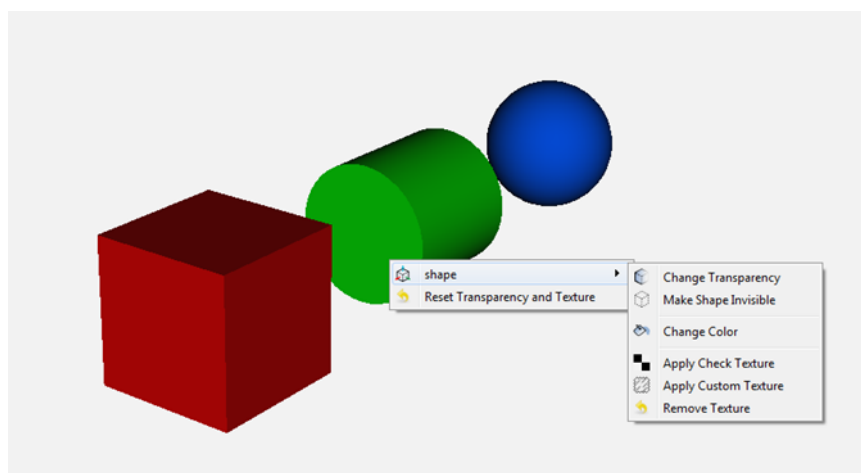 shape
Reset Transparency and Texture
Change Transparency
Make Shape Invisible
Change Color
Apply Check Texture
Apply Custom Texture
Remove Texture